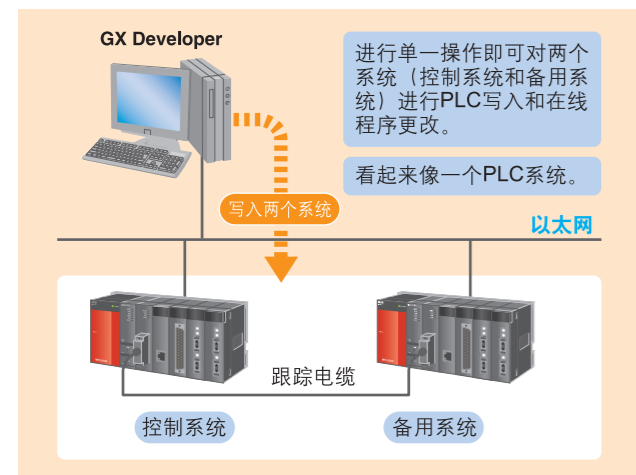 GX Developer
进行单一操作即可对两个
系统（控制系统和备用系
统）进行PLC写入和在线
程序更改。
看起来像一个PLC系统。
写入两个系统
以太网
跟踪电缆
控制系统
备用系统